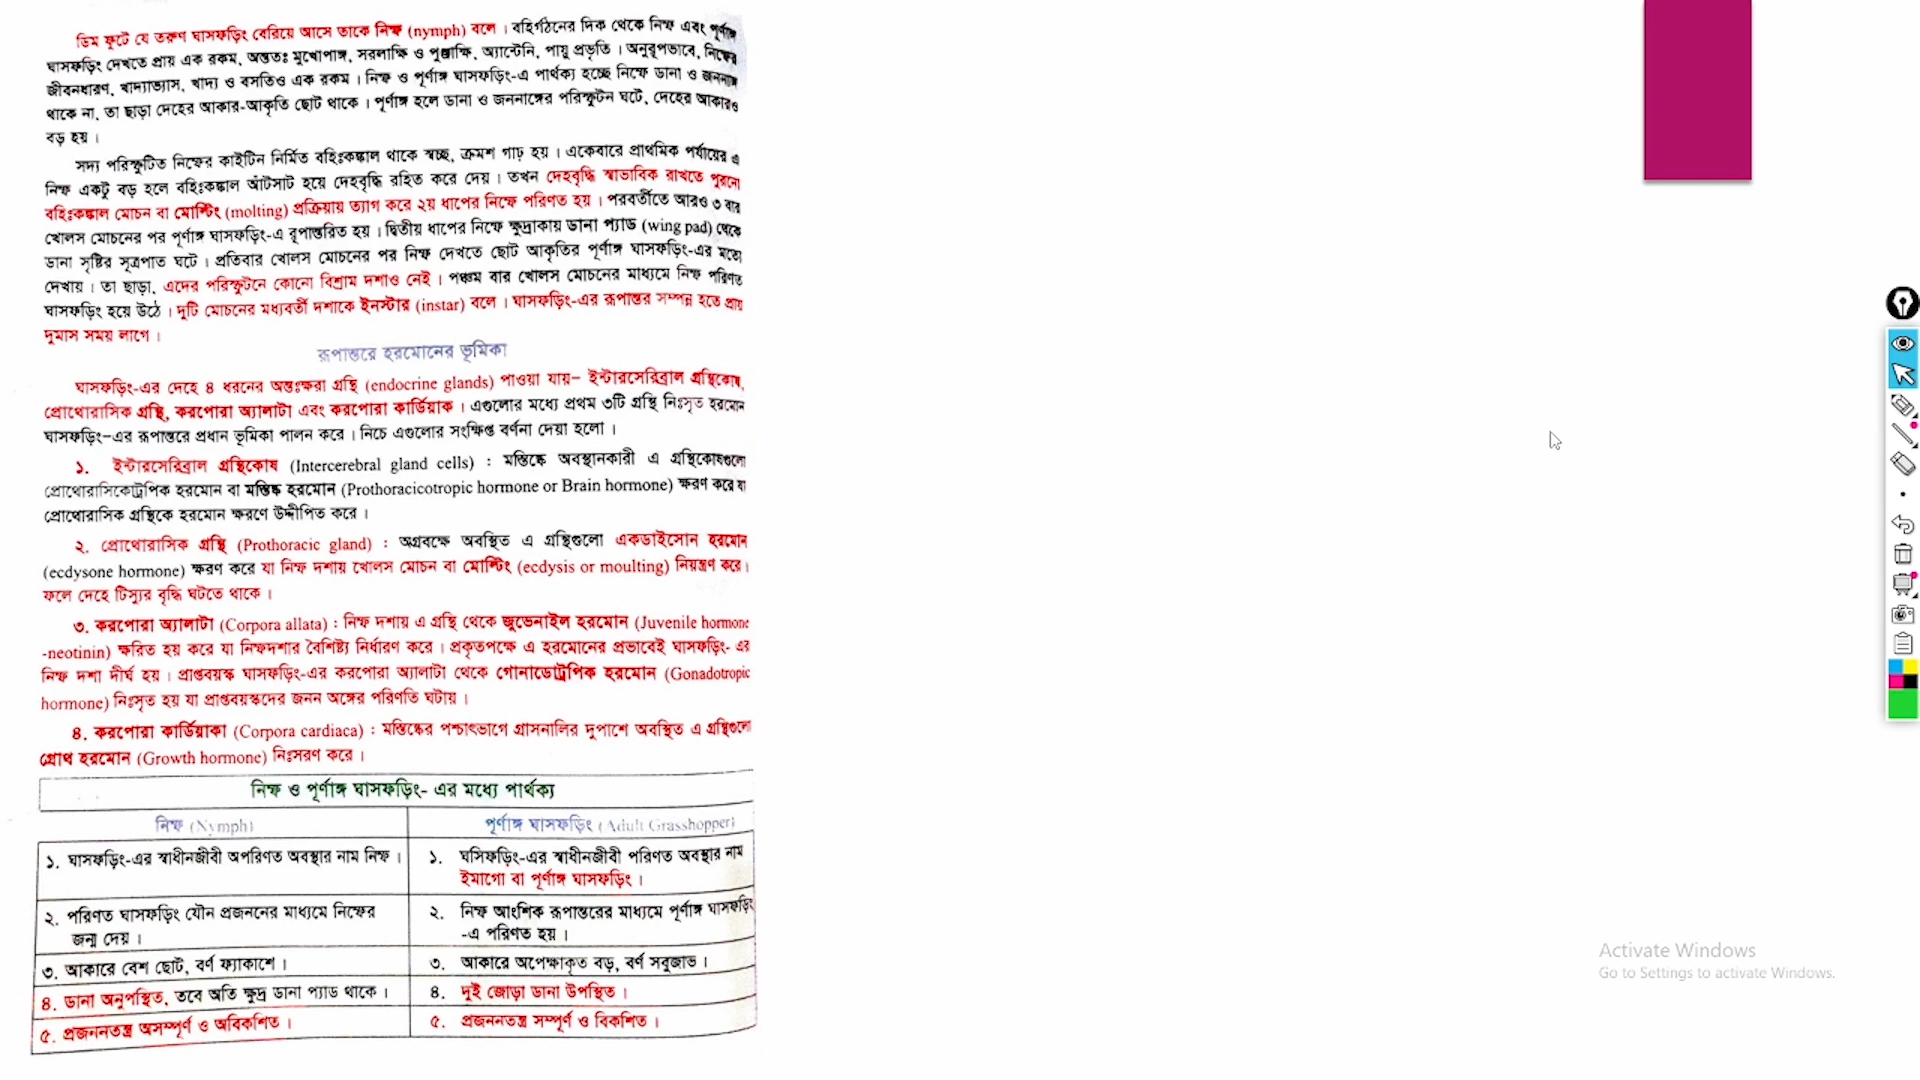 ডিম ফুটে যে তরুণ ঘাসফড়িং বেরিয়ে আসে তাকে নিম্ফ (nymph) বলে । বহির্গঠনের দিক থেকে নিম্ফ এবং পূর্ণাঙ্গ
ঘাসফড়িং দেখতে প্রায় এক রকম, অন্ততঃ মুখোপাঙ্গ, সরলাক্ষি ও পুঞ্জাক্ষি, অ্যান্টেনি, পায়ু প্রভৃতি । অনুরূপভাবে, নিম্ফের
জীবনধারণ, খাদ্যাভ্যাস, খাদ্য ও বসতিও এক রকম । নিম্ফ ও পূর্ণাঙ্গ ঘাসফড়িং-এ পার্থক্য হচ্ছে নিম্ফে ডানা ও জননাঙ্গ
থাকে না, তা ছাড়া দেহের আকার-আকৃতি ছোট থাকে । পূর্ণাঙ্গ হলে ডানা ও জননাঙ্গের পরিস্ফুটন ঘটে, দেহের আকারও
বড় হয় ।
সদ্য পরিস্ফুটিত নিম্ফের কাইটিন নির্মিত বহিঃকঙ্কাল থাকে স্বচ্ছ, ক্রমশ গাঢ় হয় । একেবারে প্রাথমিক পর্যায়ের এ
নিম্ফ একটু বড় হলে বহিঃকঙ্কাল আঁটসাট হয়ে দেহবৃদ্ধি রহিত করে দেয় । তখন দেহবৃদ্ধি স্বাভাবিক রাখতে পুরনো
বহিঃকঙ্কাল মোচন বা মোল্টিং (molting) প্রক্রিয়ায় ত্যাগ করে ২য় ধাপের নিম্ফে পরিণত হয় । পরবর্তীতে আরও ৩ বার
খোলস মোচনের পর পূর্ণাঙ্গ ঘাসফড়িং-এ রূপান্তরিত হয় । দ্বিতীয় ধাপের নিম্ফে ক্ষুদ্রাকায় ডানা প্যাড (wing pad) থেকে
ডানা সৃষ্টির সূত্রপাত ঘটে । প্রতিবার খোলস মোচনের পর নিম্ফ দেখতে ছোট আকৃতির পূর্ণাঙ্গ ঘাসফড়িং-এর মতো
দেখায় । তা ছাড়া, এদের পরিস্ফুটনে কোনো বিশ্রাম দশাও নেই । পঞ্চম বার খোলস মোচনের মাধ্যমে নিম্ফ পরিণত
ঘাসফড়িং হয়ে উঠে । দুটি মোচনের মধ্যবর্তী দশাকে ইনস্টার (instar) বলে । ঘাসফড়িং-এর রূপান্তর সম্পন্ন হতে প্রায়
দুমাস সময় লাগে ।
রূপান্তরে হরমোনের ভূমিকা
ঘাসফড়িং-এর দেহে ৪ ধরনের অন্তঃক্ষরা গ্রন্থি (endocrine glands) পাওয়া যায়– ইন্টারসেরিব্রাল গ্রন্থিকোষ,
প্রোথোরাসিক গ্রন্থি, করপোরা অ্যালাটা এবং করপোরা কার্ডিয়াক । এগুলোর মধ্যে প্রথম ৩টি গ্রন্থি নিঃসৃত হরমোন
ঘাসফড়িং–এর রূপান্তরে প্রধান ভূমিকা পালন করে । নিচে এগুলোর সংক্ষিপ্ত বর্ণনা দেয়া হলো ।
১. ইন্টারসেরিব্রাল গ্রন্থিকোষ (Intercerebral gland cells) : মস্তিষ্কে অবস্থানকারী এ গ্রন্থিকোষগুলো
প্রোথোরাসিকোট্রপিক হরমোন বা মস্তিষ্ক হরমোন (Prothoracicotropic hormone or Brain hormone) ক্ষরণ করে যা
প্রোথোরাসিক গ্রন্থিকে হরমোন ক্ষরণে উদ্দীপিত করে ।
২. প্রোথোরাসিক গ্রন্থি (Prothoracic gland) : অগ্রবক্ষে অবস্থিত এ গ্রন্থিগুলো একডাইসোন হরমোন
(ecdysone hormone) ক্ষরণ করে যা নিম্ফ দশায় খোলস মোচন বা মোল্টিং (ecdysis or moulting) নিয়ন্ত্রণ করে।
ফলে দেহে টিস্যুর বৃদ্ধি ঘটতে থাকে ।
৩. করপোরা অ্যালাটা (Corpora allata) : নিম্ফ দশায় এ গ্রন্থি থেকে জুভেনাইল হরমোন (Juvenile hormone
-neotinin) ক্ষরিত হয় করে যা নিম্ফদশার বৈশিষ্ট্য নির্ধারণ করে । প্রকৃতপক্ষে এ হরমোনের প্রভাবেই ঘাসফড়িং- এর
নিম্ফ দশা দীর্ঘ হয় । প্রাপ্তবয়স্ক ঘাসফড়িং-এর করপোরা অ্যালাটা থেকে গোনাডোট্রপিক হরমোন (Gonadotropic
hormone) নিঃসৃত হয় যা প্রাপ্তবয়স্কদের জনন অঙ্গের পরিণতি ঘটায় ।
৪. করপোরা কার্ডিয়াকা (Corpora cardiaca) : মস্তিষ্কের পশ্চাৎভাগে গ্রাসনালির দুপাশে অবস্থিত এ গ্রন্থিগুলো
গ্রোথ হরমোন (Growth hormone) নিঃসরণ করে ।
নিম্ফ ও পূর্ণাঙ্গ ঘাসফড়িং- এর মধ্যে পার্থক্য
নিম্ফ (Nymph) পূর্ণাঙ্গ ঘাসফড়িং (Adult Grasshopper)
১. ঘাসফড়িং-এর স্বাধীনজীবী অপরিণত অবস্থার নাম নিম্ফ ।
১. ঘসিফড়িং-এর স্বাধীনজীবী পরিণত অবস্থার নাম
ইমাগো বা পূর্ণাঙ্গ ঘাসফড়িং ।
২. পরিণত ঘাসফড়িং যৌন প্রজননের মাধ্যমে নিম্ফের
জন্ম দেয় ।
২. নিম্ফ আংশিক রূপান্তরের মাধ্যমে পূর্ণাঙ্গ ঘাসফড়িং
-এ পরিণত হয় ।
৩. আকারে বেশ ছোট, বর্ণ ফ্যাকাশে ।
৩. আকারে অপেক্ষাকৃত বড়, বর্ণ সবুজাভ ।
৪. ডানা অনুপস্থিত, তবে অতি ক্ষুদ্র ডানা প্যাড থাকে ।
৪. দুই জোড়া ডানা উপস্থিত ।
৫. প্রজননতন্ত্র অসম্পূর্ণ ও অবিকশিত ।
৫. প্রজননতন্ত্র সম্পূর্ণ ও বিকশিত ।
Activate Windows
Go to Settings to activate Windows.